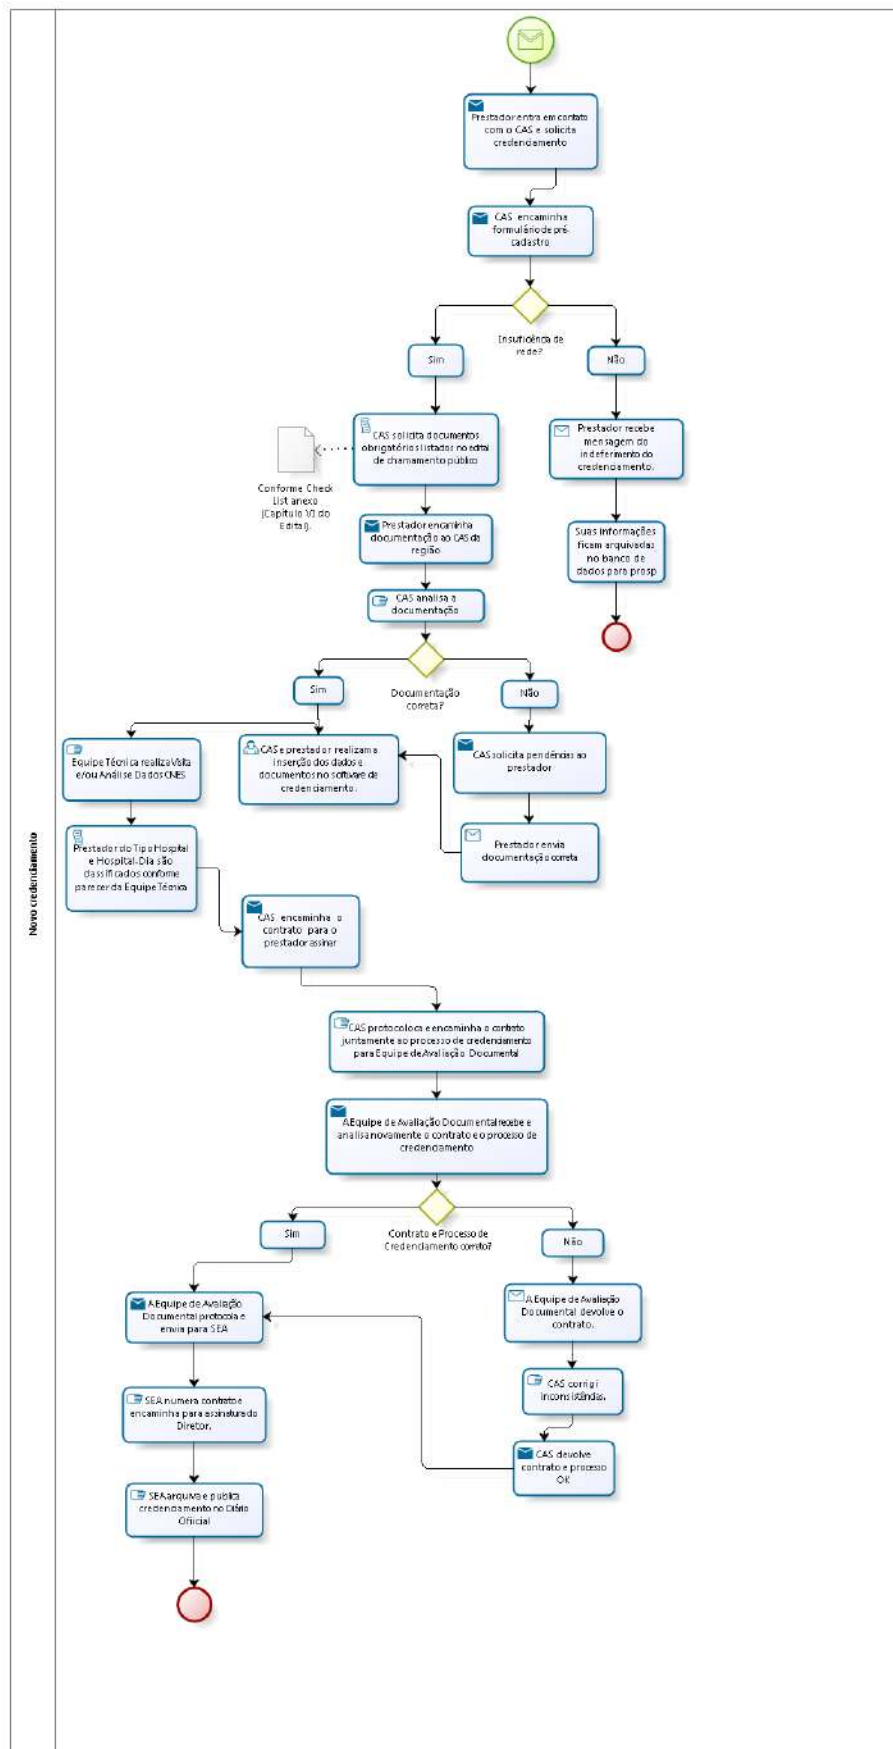 Novo credenciamento
Prestador entra em contato
com o CAS e solicita
credenciamento
CAS encaminha
formulário de pré-
cadastro
Insuficência de
rede?
Sim
Não
CAS solicita documentos
obrigatórios listados no edital
de chamamento público
Prestador recebe
mensagem do
indeferimento do
credenciamento.
Conforme Check
List anexo
(Capítulo VI do
Edital).
Prestador encaminha
documentação ao CAS da
região
Suas informações
ficam arquivadas
no banco de
dados para prosp
CAS analisa a
documentação
Documentação
correta?
Sim
Não
Equipe Técnica realiza Visita
e/ou Análise Dados CNES
CAS e prestador realizam a
inserção dos dados e
documentos no software de
credenciamento.
CAS solicita pendências ao
prestador
Prestador do Tipo Hospital
e Hospital-Dia são
classificados conforme
parecer da Equipe Técnica
Prestador envia
documentação correta
CAS encaminha o
contrato para o
prestador assinar
CAS protocoloca e encaminha o contrato
juntamente ao processo de credenciamento
para Equipe de Avaliação Documental
A Equipe de Avaliação Documental recebe e
analisa novamente o contrato e o processo de
credenciamento
Contrato e Processo de
Credenciamento correto?
Sim
Não
A Equipe de Avaliação
Documental protocola e
envia para SEA
A Equipe de Avaliação
Documental devolve o
contrato.
SEA numera contrato e
encaminha para assinatura do
Diretor.
CAS corrigi
inconsistências.
CAS devolve
contrato e processo
OK
SEA arquiva e publica
credenciamento no Diário
Oficial